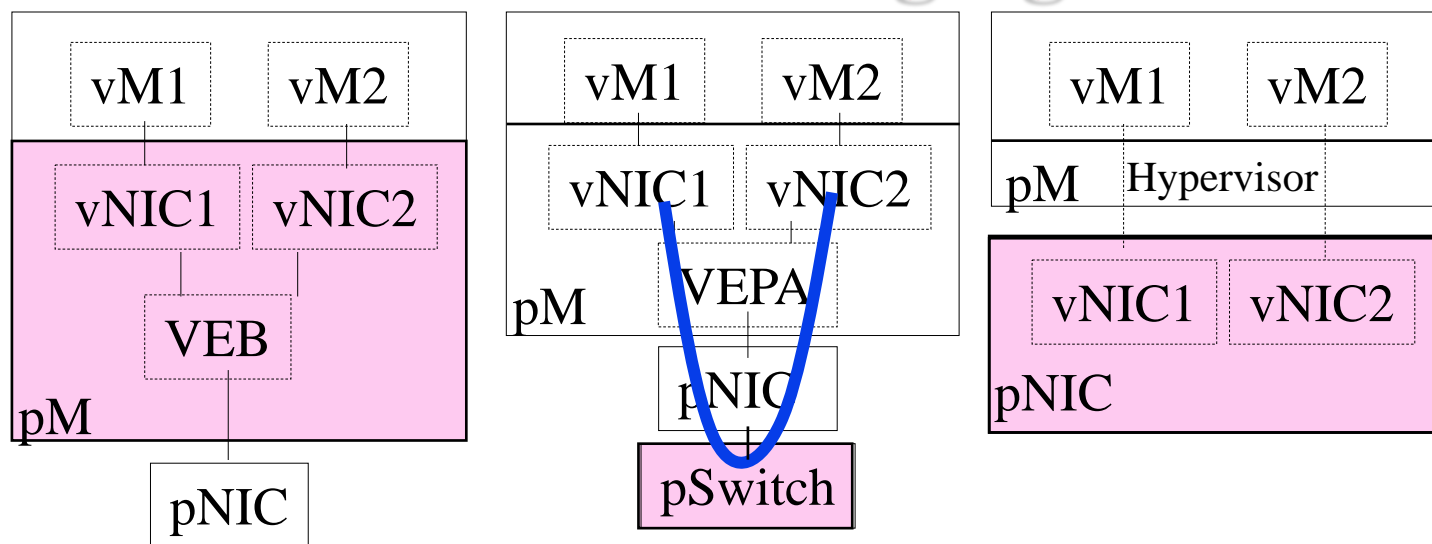 vM1 vM2
vNIC1 vNIC2
VEB
pM
pNIC
vM1 vM2
vNIC1 vNIC2
VEPA
pM
pNIC
pSwitch
vM1 vM2
pM Hypervisor
vNIC1 vNIC2
pNIC